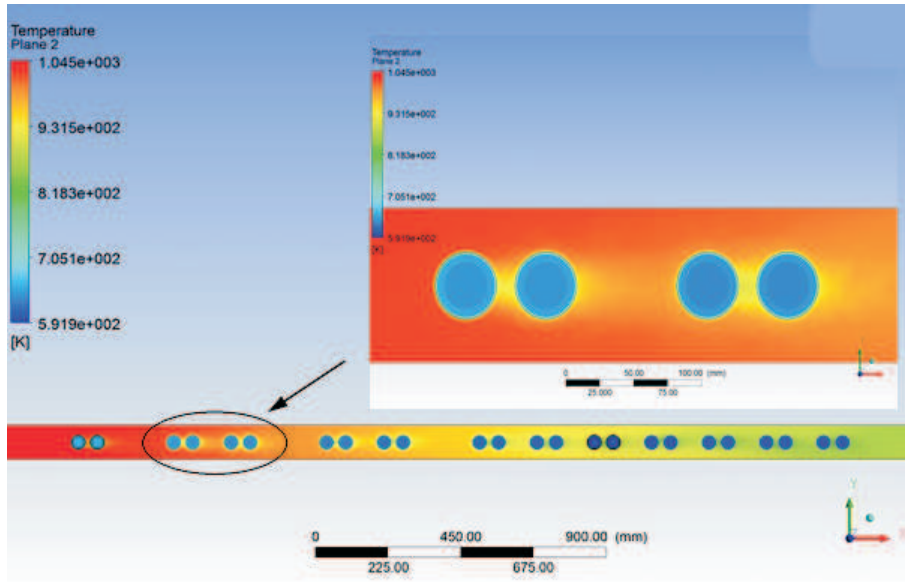 Temperature
Plane 2
1.045e+003
9.315e+002
8.183e+002
7.051e+002
5.919e+002
[K]
Temperature
Plane 2
1.045e+003
9.315e+002
8.183e+002
7.051e+002
5.919e+002
[K]
0 50.00 100.00 (mm)
25.000 75.00
0 450.00 900.00 (mm)
225.00 675.00
Y